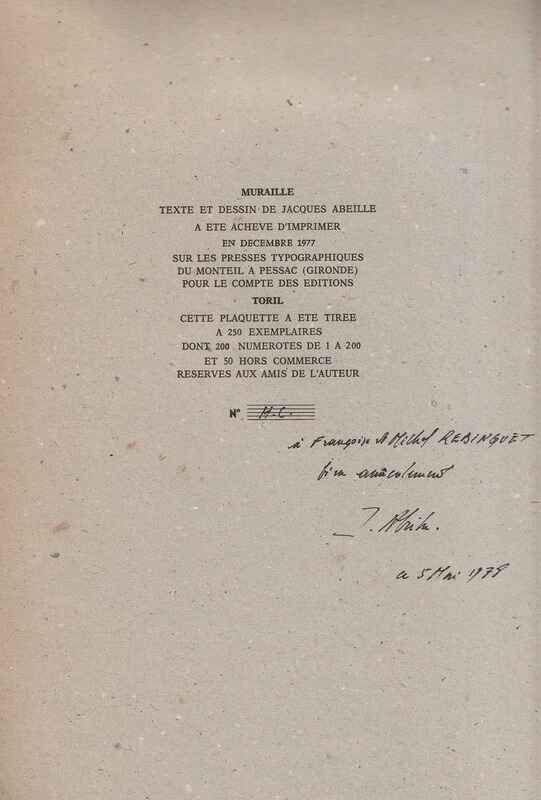 MURAILLE
TEXTE ET DESSIN DE JACQUES ABEILLE
A ETE ACHEVE D'IMPRIMER
EN DECEMBRE 1977
SUR LES PRESSES TYPOGRAPHIQUES
DU MONTEIL A PESSAC (GIRONDE)
POUR LE COMPTE DES EDITIONS
TORIL
CETTE PLAQUETTE A ETE TIREE
A 250 EXEMPLAIRES
DONT 200 NUMEROTES DE 1 A 200
ET 50 HORS COMMERCE
RESERVES AUX AMIS DE L'AUTEUR
N° H.C.
à Françoise et Michel REBINGUET
bien amicalement
J. Abeille.
ce 5 Mai 1979